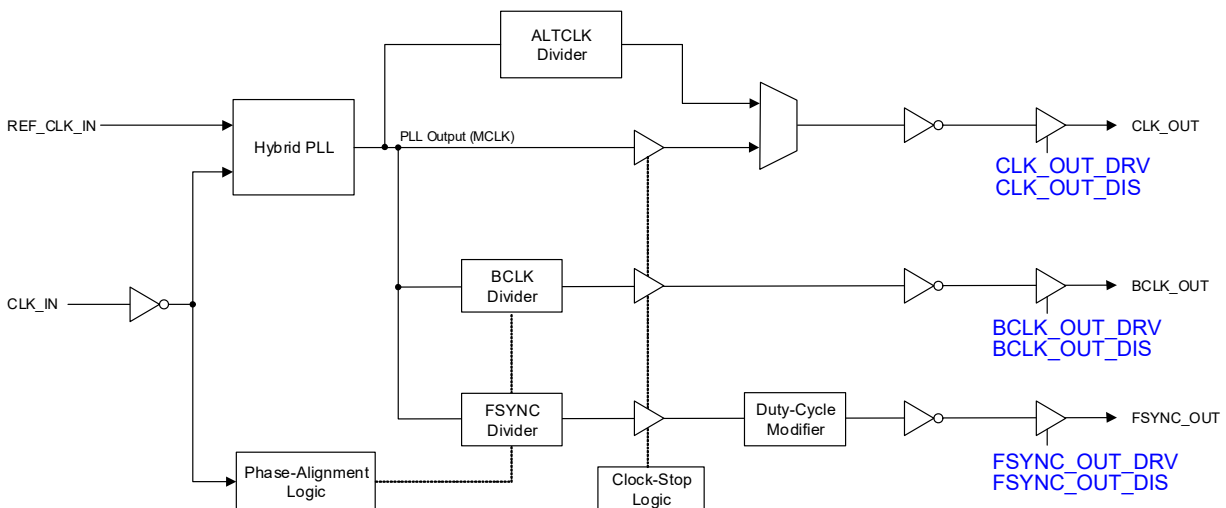 ALTCLK
Divider
REF_CLK_IN
Hybrid PLL
PLL Output (MCLK)
CLK_OUT
CLK_OUT_DRV
CLK_OUT_DIS
CLK_IN
BCLK
Divider
BCLK_OUT
BCLK_OUT_DRV
BCLK_OUT_DIS
FSYNC
Divider
Duty-Cycle
Modifier
FSYNC_OUT
FSYNC_OUT_DRV
FSYNC_OUT_DIS
Phase-Alignment
Logic
Clock-Stop
Logic